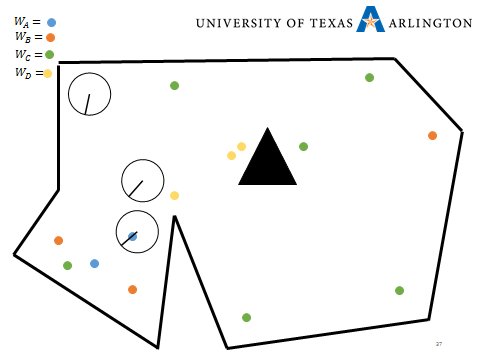 UNIVERSITY OF TEXAS ARLINGTON
W_A =
W_B =
W_C =
W_D =
27